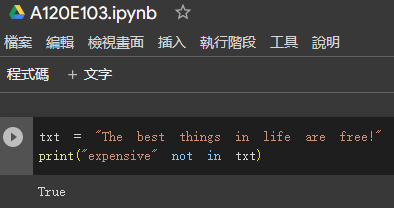 A120E103.ipynb
檔案 編輯 檢視畫面 插入 執行階段 工具 說明
程式碼 + 文字
txt = "The best things in life are free!"
print("expensive" not in txt)
True